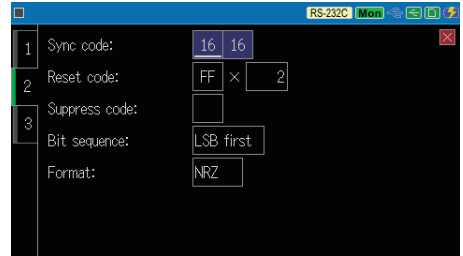 RS-232C Mon
1
2
3
Sync code: 16 16
Reset code: FF × 2
Suppress code:
Bit sequence: LSB first
Format: NRZ